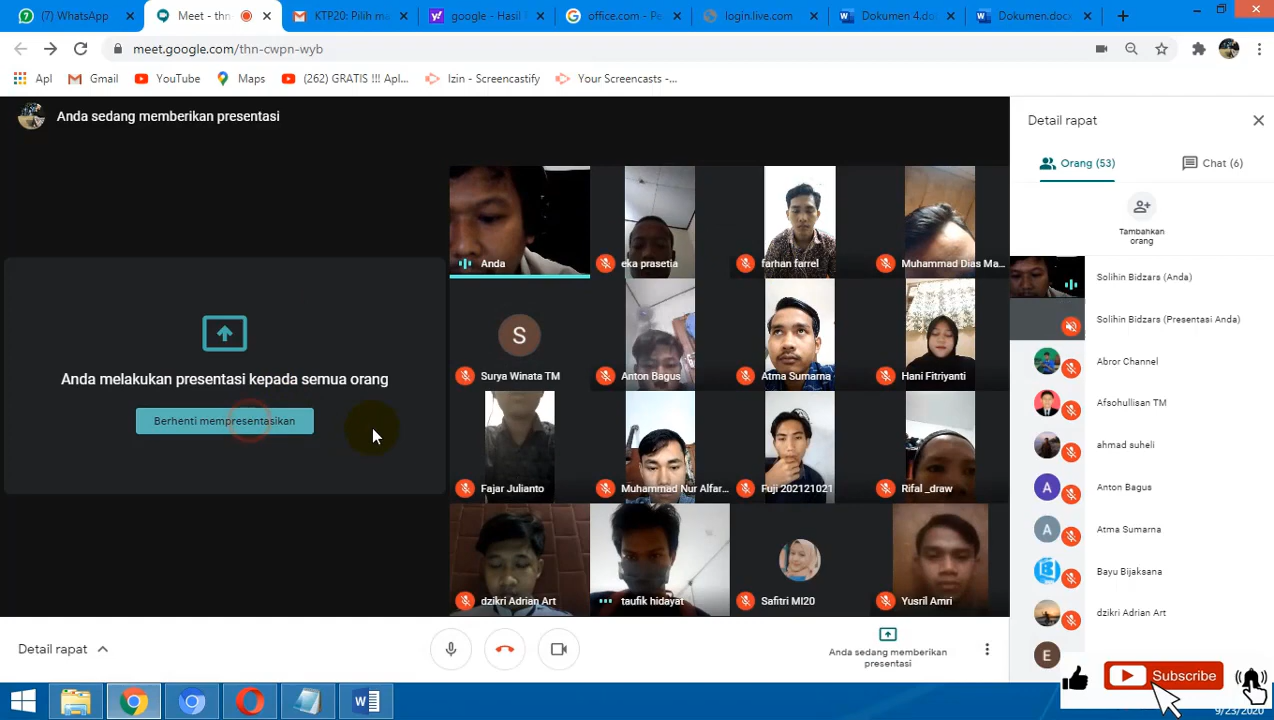 (7) WhatsApp
Meet - thn-
KTP20: Pilih ma
google - Hasil
office.com - Pe
login.live.com
Dokumen 4.do
Dokumen.docx
meet.google.com/thn-cwpn-wyb
Apl
Gmail
YouTube
Maps
(262) GRATIS !!! Apl...
Izin - Screencastify
Your Screencasts -...
Anda sedang memberikan presentasi
Anda melakukan presentasi kepada semua orang
Berhenti mempresentasikan
Anda
eka prasetia
farhan farrel
Muhammad Dias Ma...
S
Surya Winata TM
Anton Bagus
Atma Sumarna
Hani Fitriyanti
Fajar Julianto
Muhammad Nur Alfar...
Fuji 202121021
Rifal _draw
dzikri Adrian Art
taufik hidayat
Safitri MI20
Yusril Amri
Detail rapat
Anda sedang memberikan
presentasi
Detail rapat
Orang (53)
Chat (6)
Tambahkan
orang
Solihin Bidzars (Anda)
Solihin Bidzars (Presentasi Anda)
Abror Channel
Afsohullisan TM
ahmad suheli
A
Anton Bagus
A
Atma Sumarna
Bayu Bijaksana
dzikri Adrian Art
E
Subscribe
9/23/2020